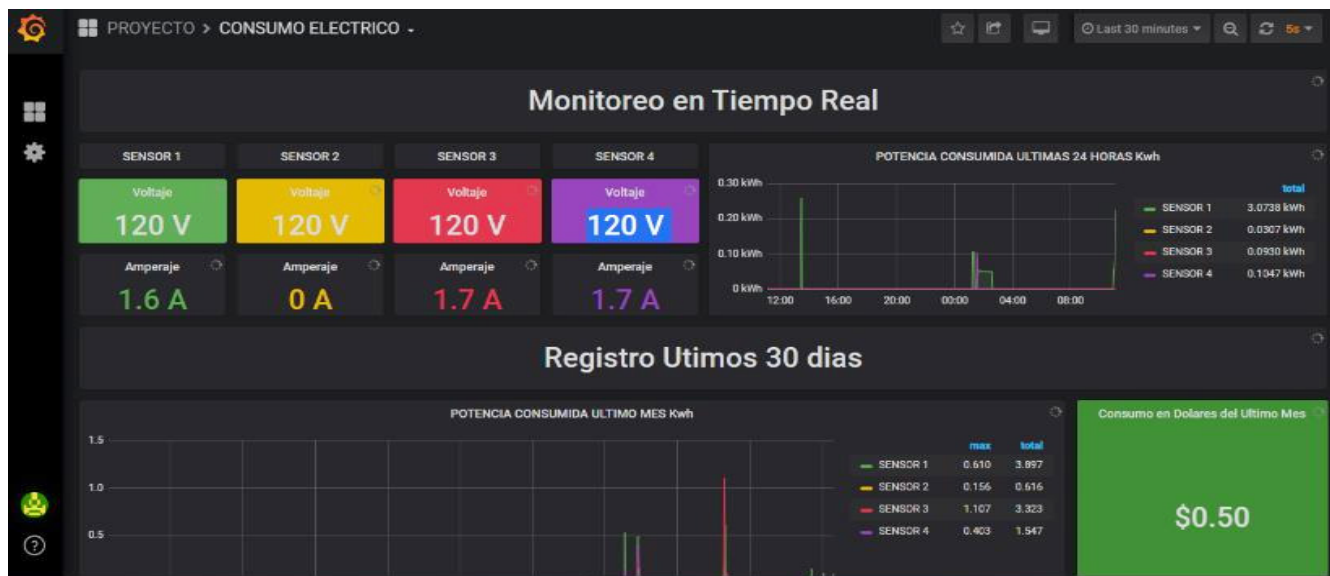 PROYECTO > CONSUMO ELECTRICO
Last 30 minutes
5s
Monitoreo en Tiempo Real
SENSOR 1
SENSOR 2
SENSOR 3
SENSOR 4
Voltaje
120 V
Voltaje
120 V
Voltaje
120 V
Voltaje
120 V
Amperaje
1.6 A
Amperaje
0 A
Amperaje
1.7 A
Amperaje
1.7 A
POTENCIA CONSUMIDA ULTIMAS 24 HORAS Kwh
0.30 kWh
0.20 kWh
0.10 kWh
0 kWh
12:00 16:00 20:00 00:00 04:00 08:00
total
SENSOR 1 3.0738 kWh
SENSOR 2 0.0307 kWh
SENSOR 3 0.0930 kWh
SENSOR 4 0.1047 kWh
Registro Utimos 30 dias
POTENCIA CONSUMIDA ULTIMO MES Kwh
1.5
1.0
0.5
max total
SENSOR 1 0.610 3.897
SENSOR 2 0.156 0.616
SENSOR 3 1.107 3.323
SENSOR 4 0.403 1.547
Consumo en Dolares del Ultimo Mes
$0.50